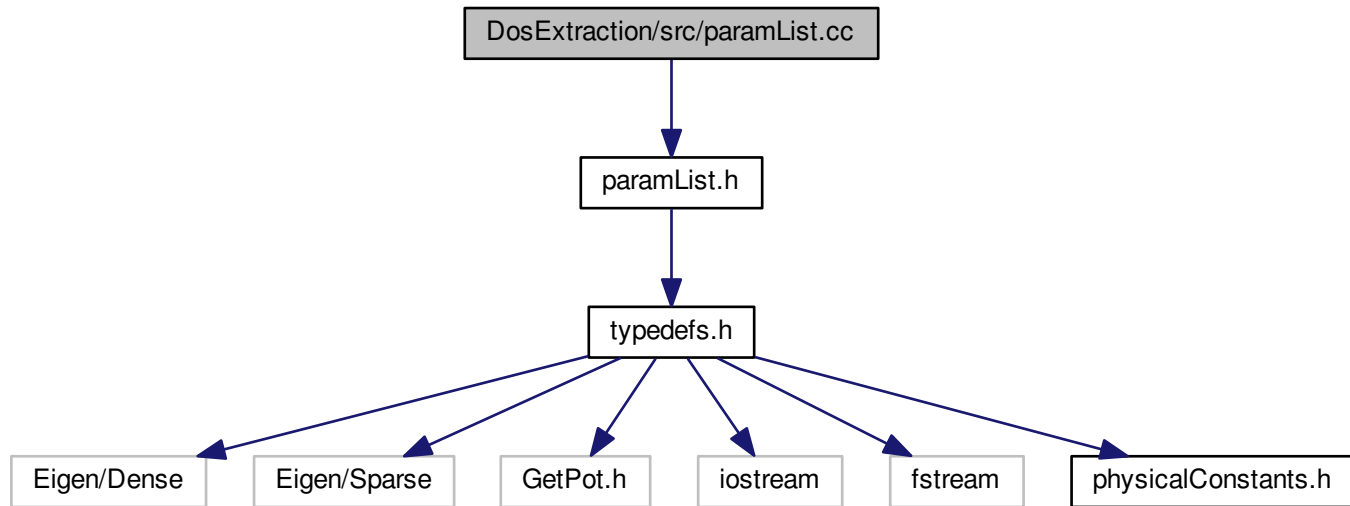 DosExtraction/src/paramList.cc
paramList.h
typedefs.h
Eigen/Dense
Eigen/Sparse
GetPot.h
iostream
fstream
physicalConstants.h